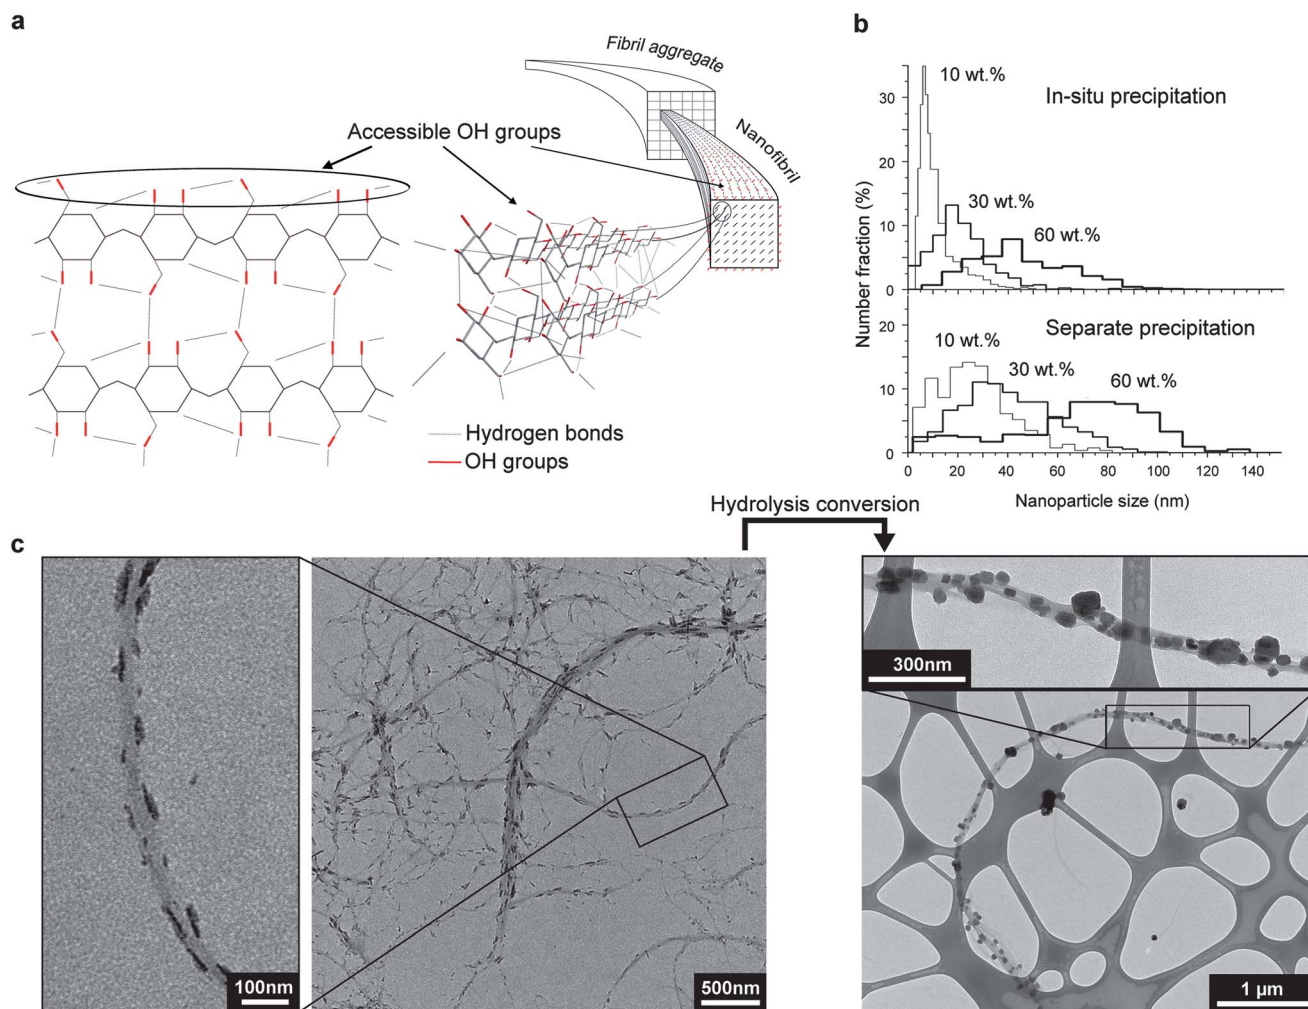 a
Fibril aggregate
Accessible OH groups
Nanofibril
Hydrogen bonds
OH groups
b
10 wt.%
In-situ precipitation
30 wt.%
60 wt.%
30
20
10
0
Number fraction (%)
Separate precipitation
10 wt.%
30 wt.%
60 wt.%
20
10
0
0 20 40 60 80 100 120 140
Nanoparticle size (nm)
Hydrolysis conversion
c
100nm
500nm
300nm
1 µm